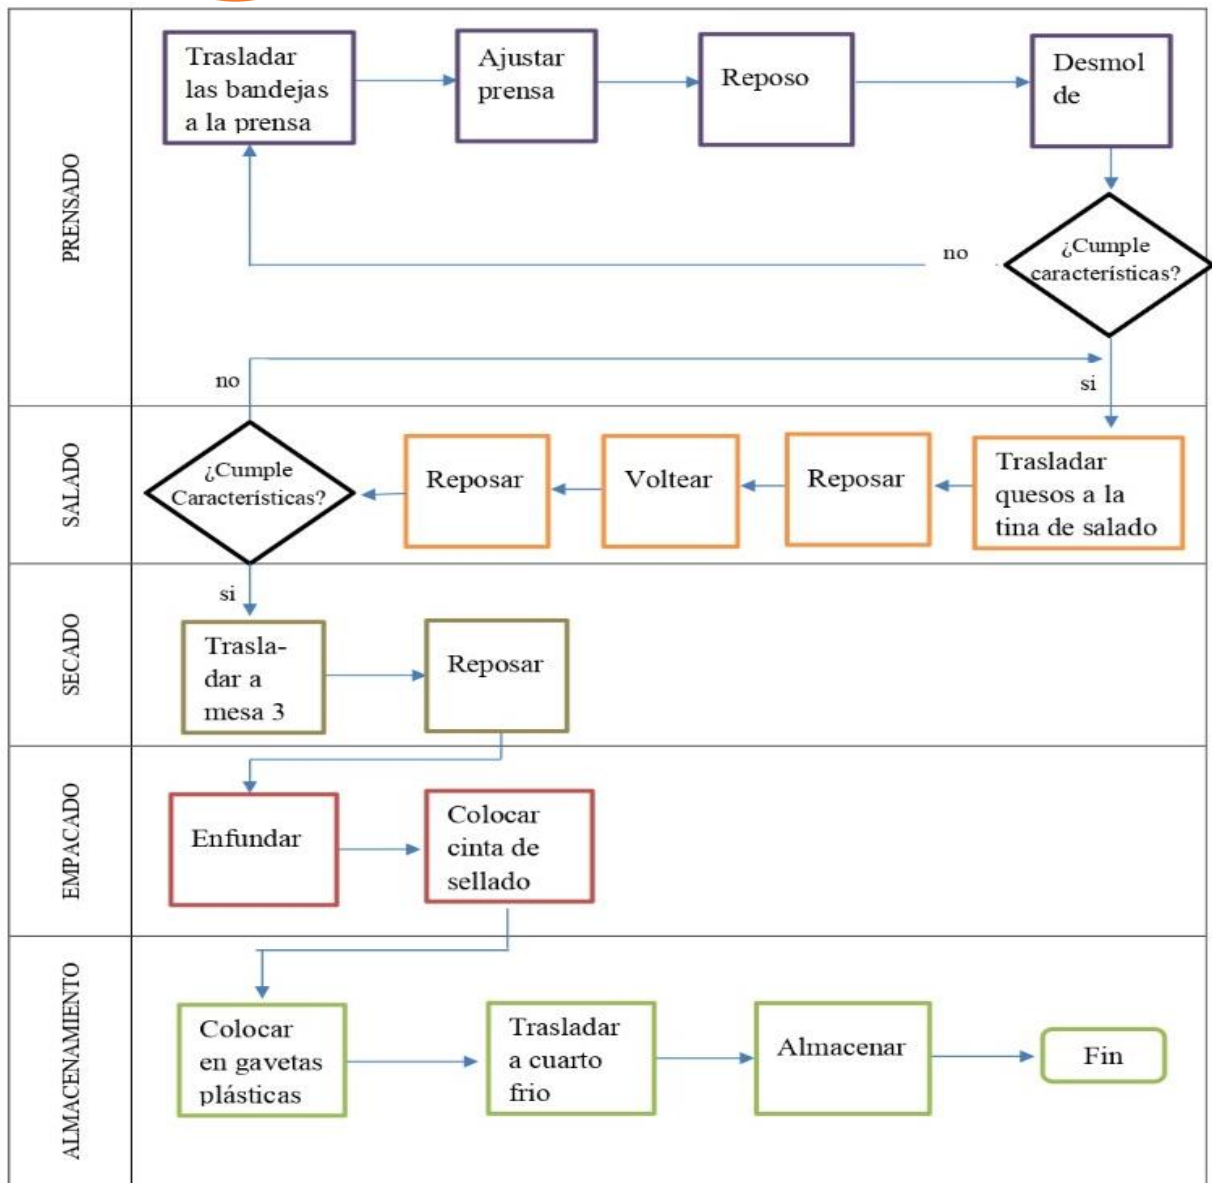 PRENSADO
Trasladar
las bandejas
a la prensa
Ajustar
prensa
Reposo
Desmol
de
¿Cumple
características?
no
si
no
SALADO
¿Cumple
Características?
Reposar
Voltear
Reposar
Trasladar
quesos a la
tina de salado
si
SECADO
Trasla-
dar a
mesa 3
Reposar
EMPACADO
Enfundar
Colocar
cinta de
sellado
ALMACENAMIENTO
Colocar
en gavetas
plásticas
Trasladar
a cuarto
frio
Almacenar
Fin